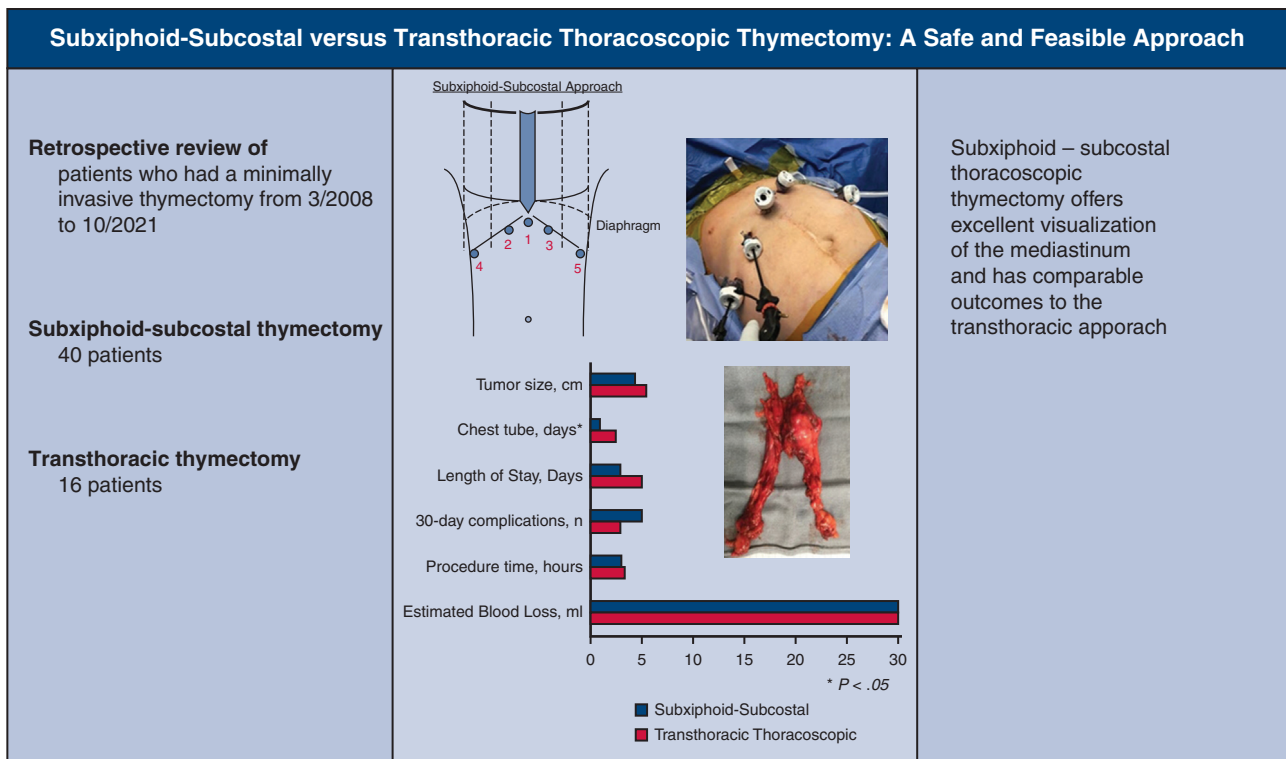 Subxiphoid-Subcostal versus Transthoracic Thoracoscopic Thymectomy: A Safe and Feasible Approach
Retrospective review of
patients who had a minimally
invasive thymectomy from 3/2008
to 10/2021
Subxiphoid-subcostal thymectomy
40 patients
Transthoracic thymectomy
16 patients
Subxiphoid-Subcostal Approach
Diaphragm
1
2
3
4
5
Tumor size, cm
Chest tube, days*
Length of Stay, Days
30-day complications, n
Procedure time, hours
Estimated Blood Loss, ml
0 5 10 15 20 25 30
* P < .05
Subxiphoid-Subcostal
Transthoracic Thoracoscopic
Subxiphoid – subcostal
thoracoscopic
thymectomy offers
excellent visualization
of the mediastinum
and has comparable
outcomes to the
transthoracic apporach